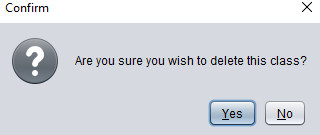 Confirm
Are you sure you wish to delete this class?
Yes
No